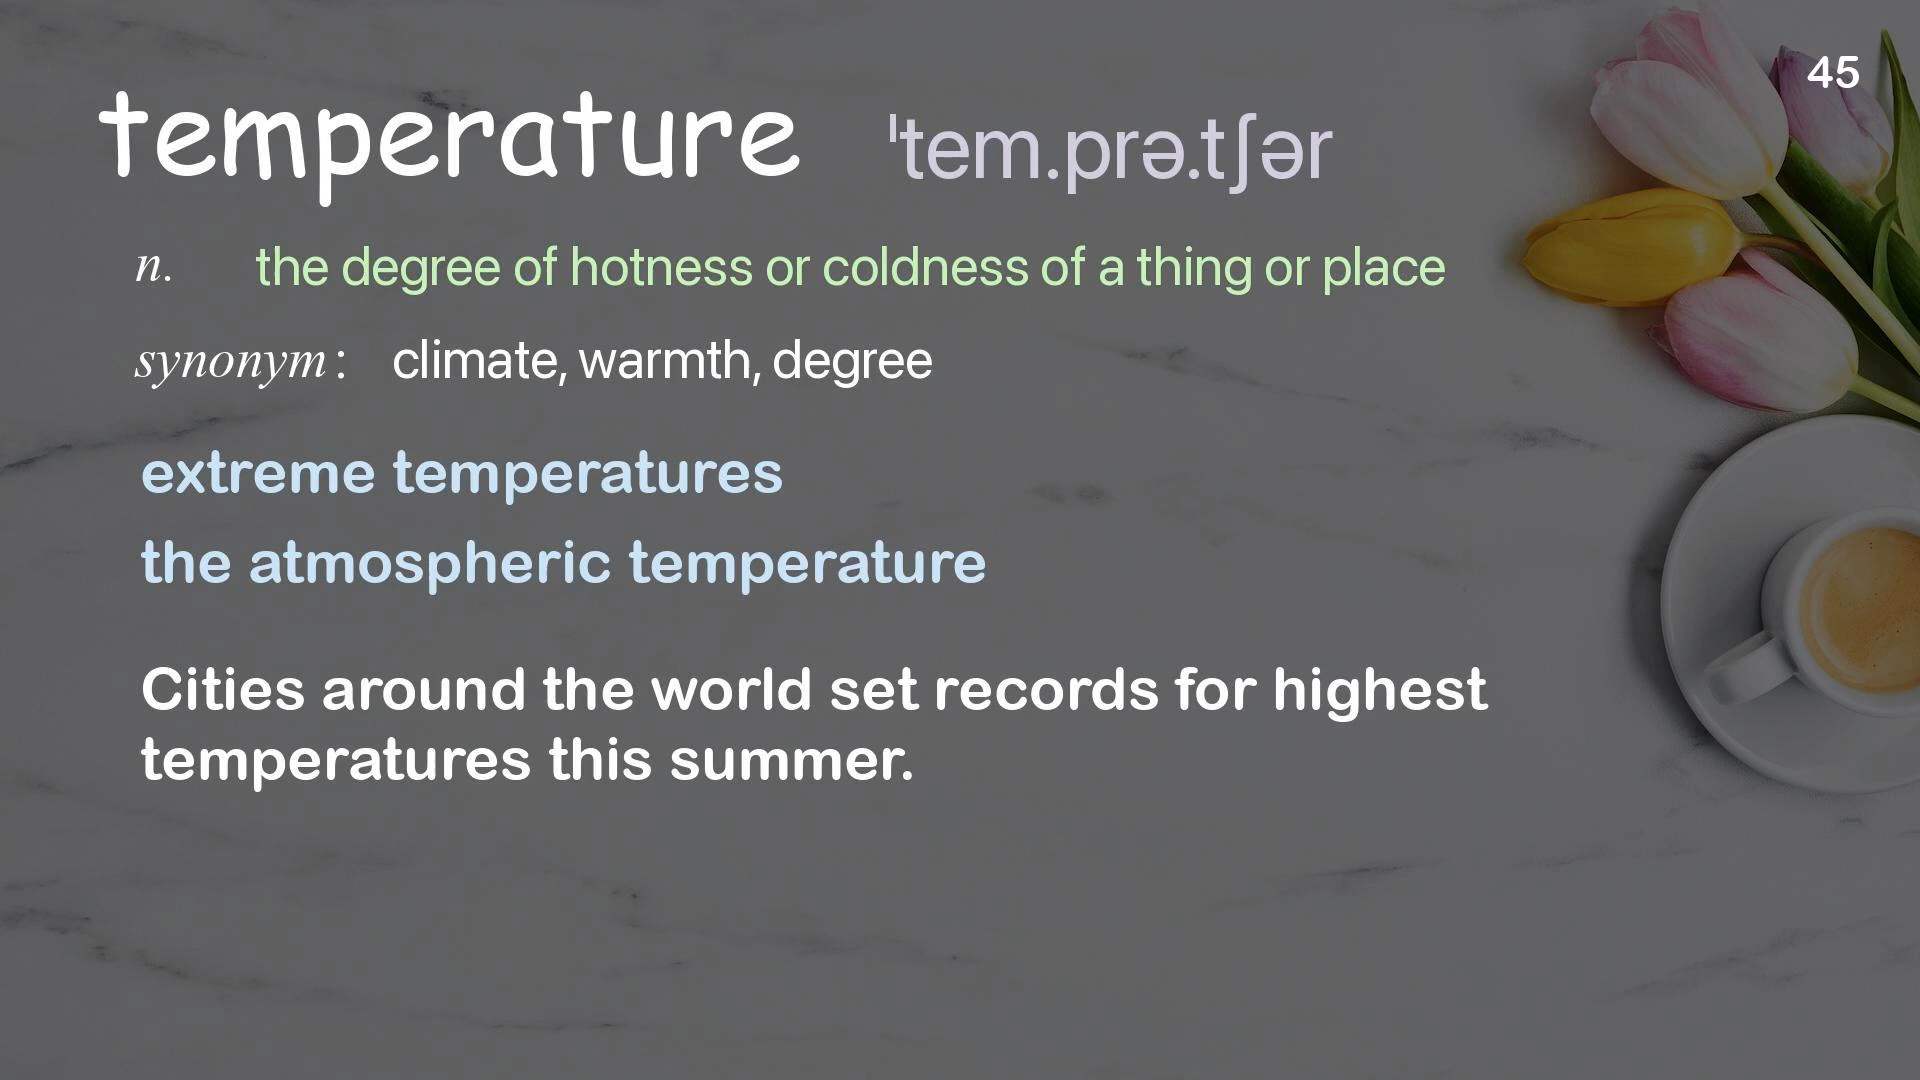 45
temperature ˈtem.prə.tʃər
n. the degree of hotness or coldness of a thing or place
synonym: climate, warmth, degree
extreme temperatures
the atmospheric temperature
Cities around the world set records for highest
temperatures this summer.